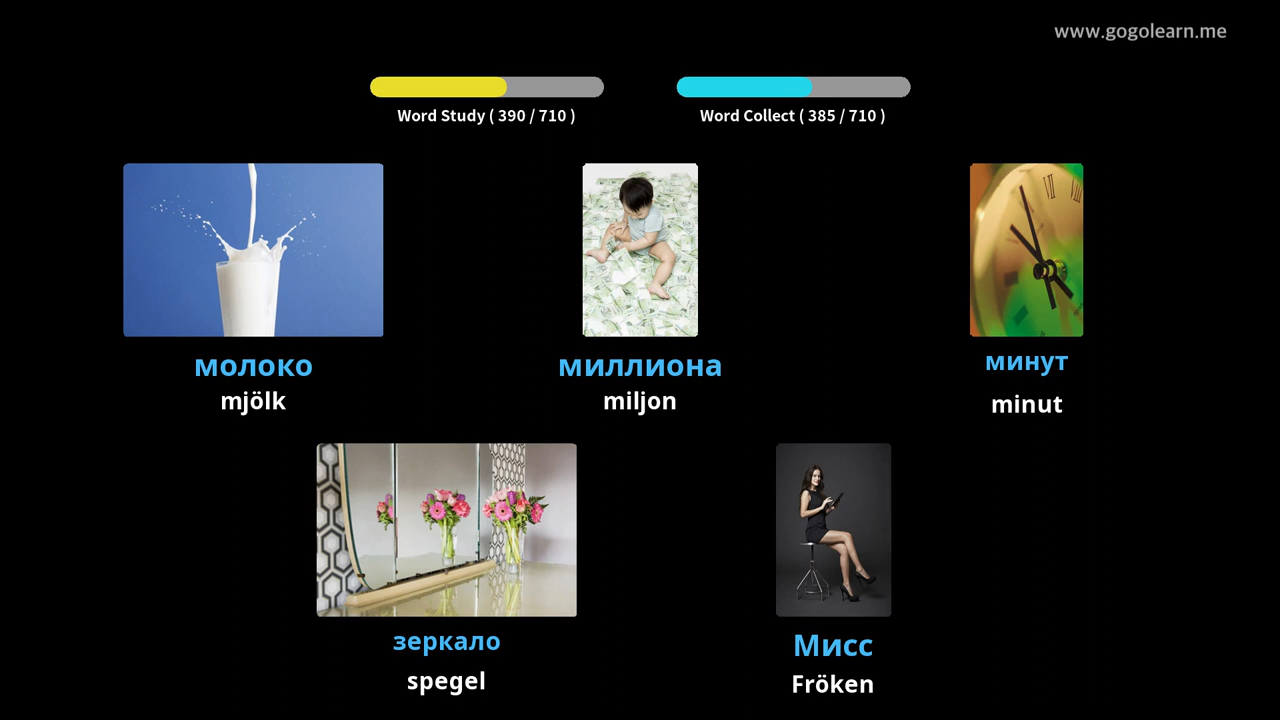 www.gogolearn.me
Word Study ( 390 / 710 )
Word Collect ( 385 / 710 )
молоко
mjölk
миллиона
miljon
минут
minut
зеркало
spegel
Мисс
Fröken